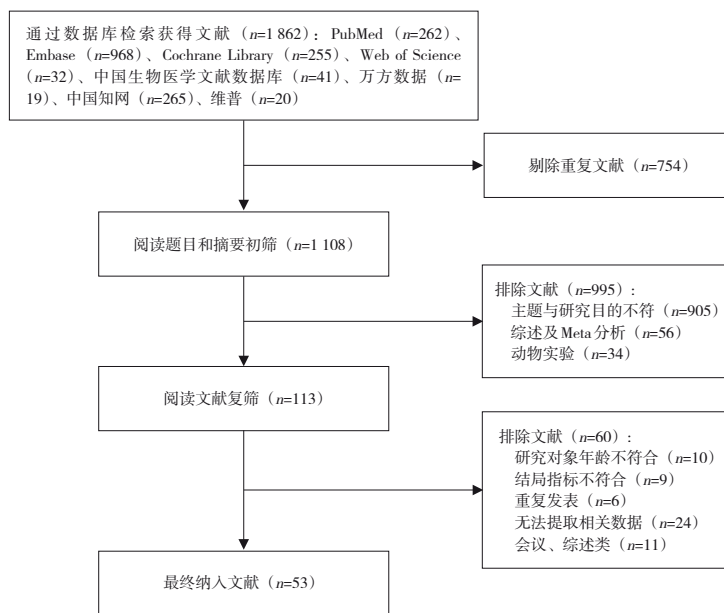 通过数据库检索获得文献（n=1 862）：PubMed（n=262）、
Embase（n=968）、Cochrane Library（n=255）、Web of Science
（n=32）、中国生物医学文献数据库（n=41）、万方数据（n=
19）、中国知网（n=265）、维普（n=20）
剔除重复文献（n=754）
阅读题目和摘要初筛（n=1 108）
排除文献（n=995）：
主题与研究目的不符（n=905）
综述及Meta分析（n=56）
动物实验（n=34）
阅读文献复筛（n=113）
排除文献（n=60）：
研究对象年龄不符合（n=10）
结局指标不符合（n=9）
重复发表（n=6）
无法提取相关数据（n=24）
会议、综述类（n=11）
最终纳入文献（n=53）